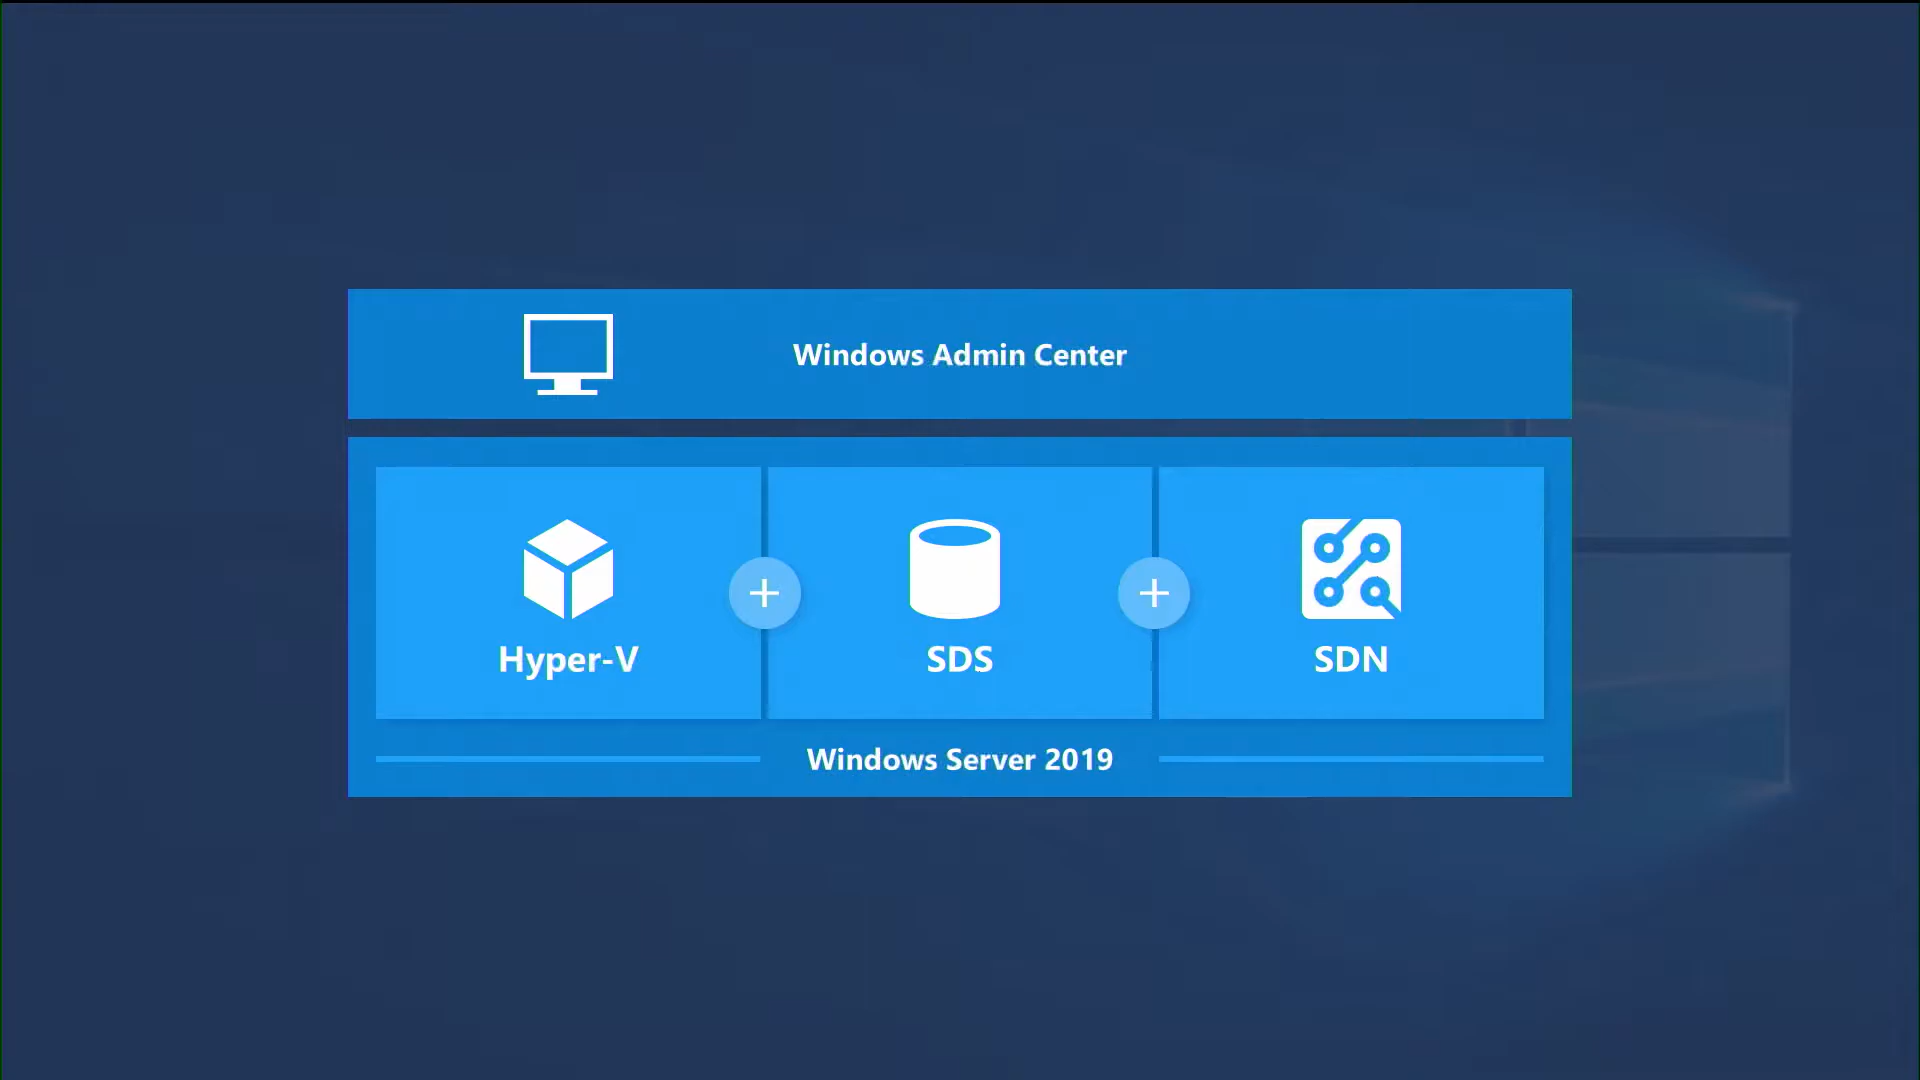 Windows Admin Center
+
+
Hyper-V
SDS
SDN
Windows Server 2019